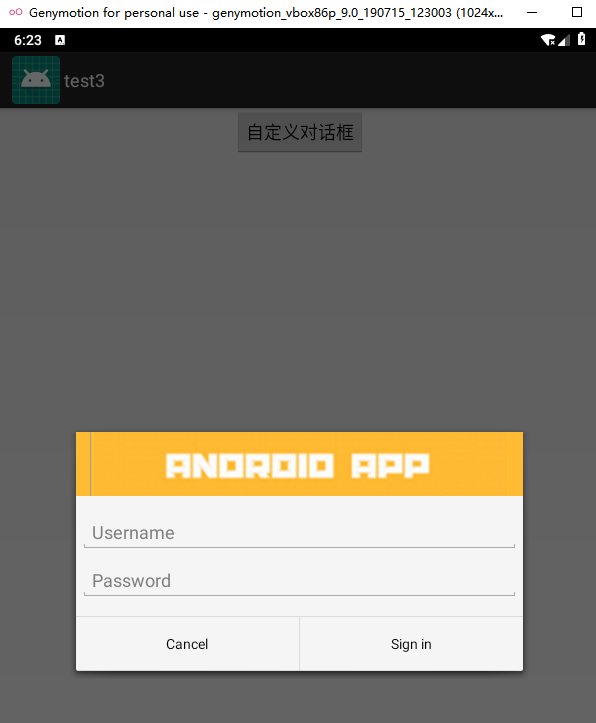 Genymotion for personal use - genymotion_vbox86p_9.0_190715_123003 (1024x...
6:23 A
test3
自定义对话框
ANDROID APP
Username
Password
Cancel Sign in